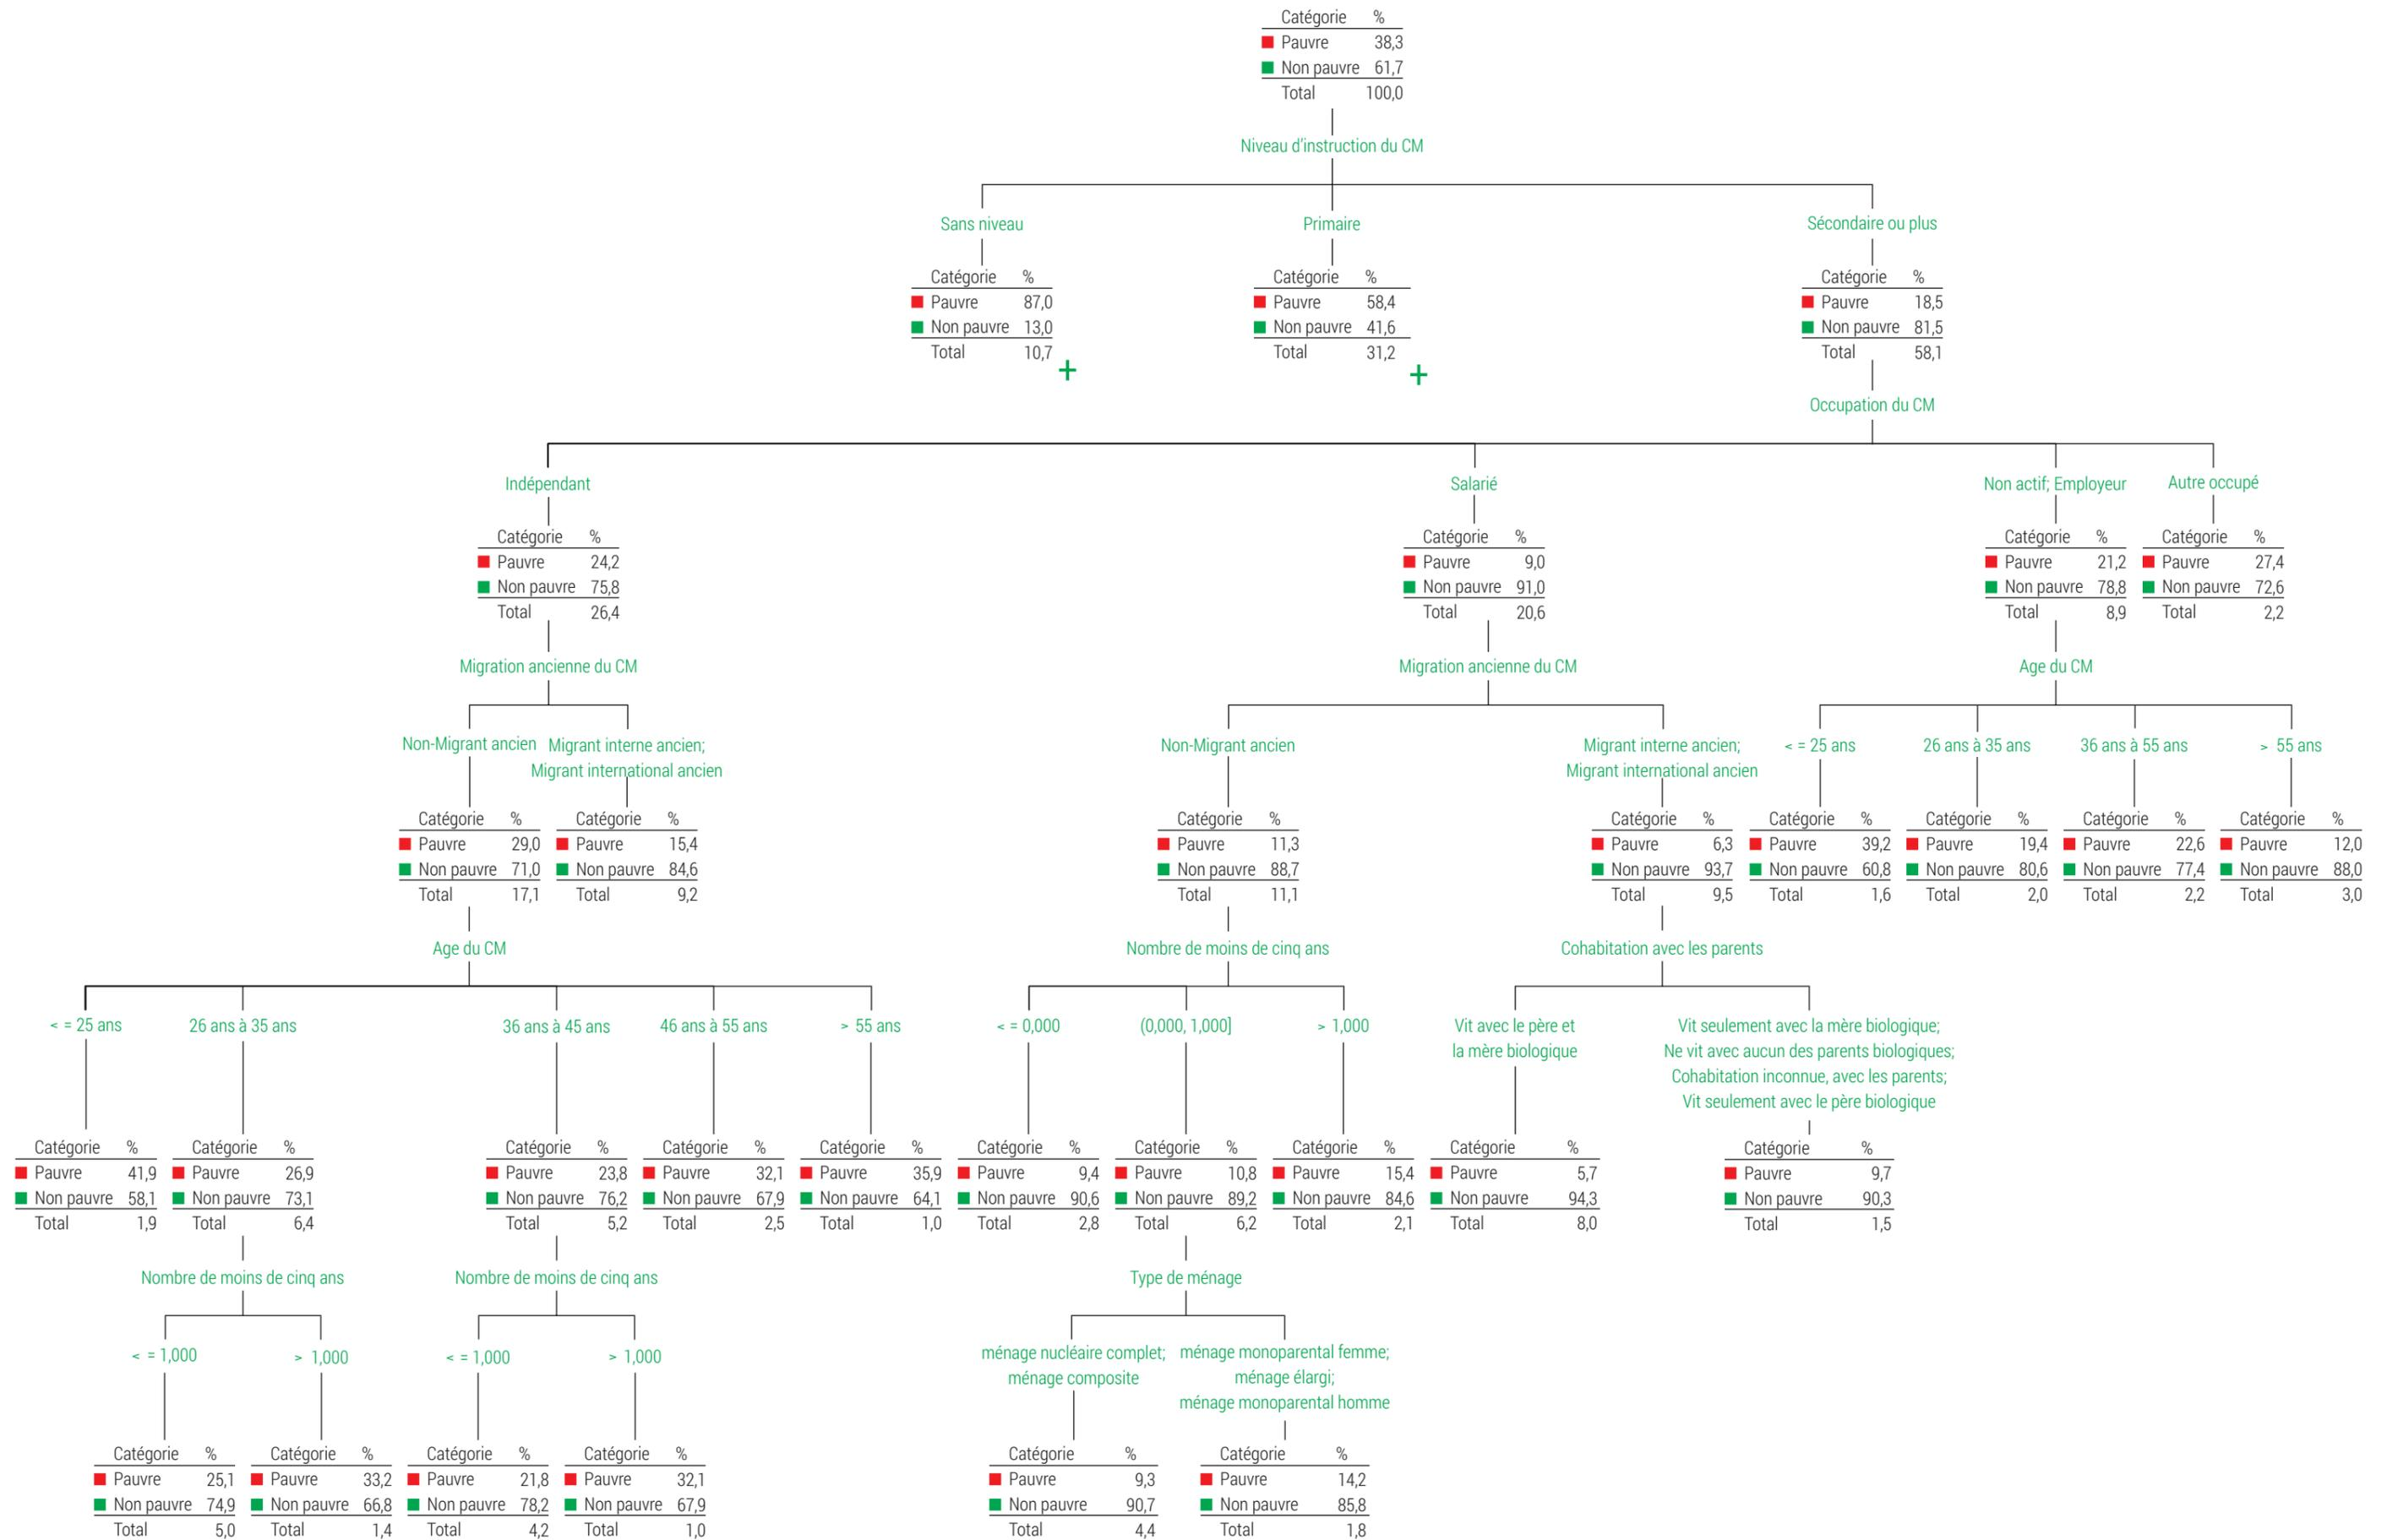 Catégorie %
Pauvre 38,3
Non pauvre 61,7
Total 100,0
Niveau d'instruction du CM
Sans niveau
Primaire
Sécondaire ou plus
Catégorie %
Pauvre 87,0
Non pauvre 13,0
Total 10,7
+
Catégorie %
Pauvre 58,4
Non pauvre 41,6
Total 31,2
+
Catégorie %
Pauvre 18,5
Non pauvre 81,5
Total 58,1
Occupation du CM
Indépendant
Salarié
Non actif; Employeur
Autre occupé
Catégorie %
Pauvre 24,2
Non pauvre 75,8
Total 26,4
Catégorie %
Pauvre 9,0
Non pauvre 91,0
Total 20,6
Catégorie %
Pauvre 21,2
Non pauvre 78,8
Total 8,9
Catégorie %
Pauvre 27,4
Non pauvre 72,6
Total 2,2
Migration ancienne du CM
Migration ancienne du CM
Age du CM
Non-Migrant ancien
Migrant interne ancien;
Migrant international ancien
Non-Migrant ancien
Migrant interne ancien;
Migrant international ancien
< = 25 ans
26 ans à 35 ans
36 ans à 55 ans
> 55 ans
Catégorie %
Pauvre 29,0
Non pauvre 71,0
Total 17,1
Catégorie %
Pauvre 15,4
Non pauvre 84,6
Total 9,2
Catégorie %
Pauvre 11,3
Non pauvre 88,7
Total 11,1
Catégorie %
Pauvre 6,3
Non pauvre 93,7
Total 9,5
Catégorie %
Pauvre 39,2
Non pauvre 60,8
Total 1,6
Catégorie %
Pauvre 19,4
Non pauvre 80,6
Total 2,0
Catégorie %
Pauvre 22,6
Non pauvre 77,4
Total 2,2
Catégorie %
Pauvre 12,0
Non pauvre 88,0
Total 3,0
Age du CM
Nombre de moins de cinq ans
Cohabitation avec les parents
< = 25 ans
26 ans à 35 ans
36 ans à 45 ans
46 ans à 55 ans
> 55 ans
< = 0,000
(0,000, 1,000]
> 1,000
Vit avec le père et
la mère biologique
Vit seulement avec la mère biologique;
Ne vit avec aucun des parents biologiques;
Cohabitation inconnue, avec les parents;
Vit seulement avec le père biologique
Catégorie %
Pauvre 41,9
Non pauvre 58,1
Total 1,9
Catégorie %
Pauvre 26,9
Non pauvre 73,1
Total 6,4
Catégorie %
Pauvre 23,8
Non pauvre 76,2
Total 5,2
Catégorie %
Pauvre 32,1
Non pauvre 67,9
Total 2,5
Catégorie %
Pauvre 35,9
Non pauvre 64,1
Total 1,0
Catégorie %
Pauvre 9,4
Non pauvre 90,6
Total 2,8
Catégorie %
Pauvre 10,8
Non pauvre 89,2
Total 6,2
Catégorie %
Pauvre 15,4
Non pauvre 84,6
Total 2,1
Catégorie %
Pauvre 5,7
Non pauvre 94,3
Total 8,0
Catégorie %
Pauvre 9,7
Non pauvre 90,3
Total 1,5
Nombre de moins de cinq ans
Nombre de moins de cinq ans
Type de ménage
< = 1,000
> 1,000
< = 1,000
> 1,000
ménage nucléaire complet;
ménage composite
ménage monoparental femme;
ménage élargi;
ménage monoparental homme
Catégorie %
Pauvre 25,1
Non pauvre 74,9
Total 5,0
Catégorie %
Pauvre 33,2
Non pauvre 66,8
Total 1,4
Catégorie %
Pauvre 21,8
Non pauvre 78,2
Total 4,2
Catégorie %
Pauvre 32,1
Non pauvre 67,9
Total 1,0
Catégorie %
Pauvre 9,3
Non pauvre 90,7
Total 4,4
Catégorie %
Pauvre 14,2
Non pauvre 85,8
Total 1,8